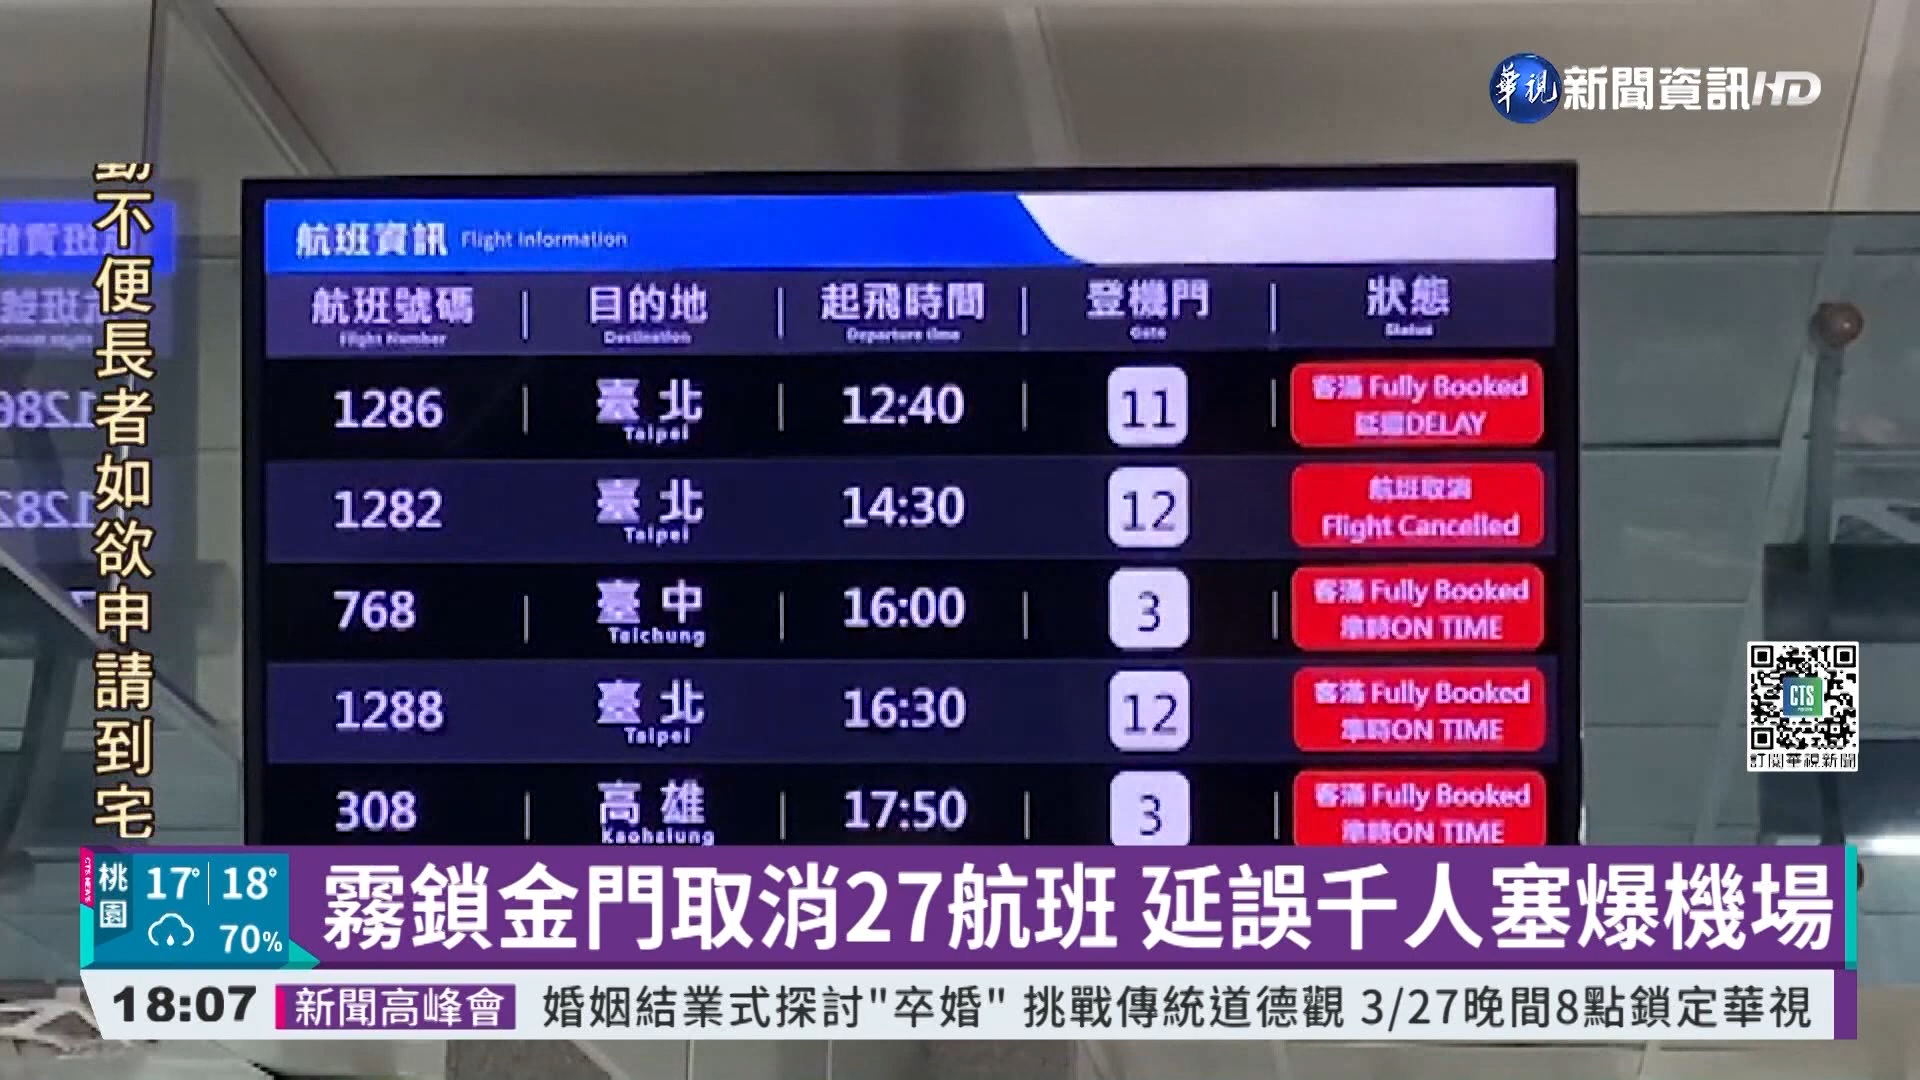 華視新聞資訊HD
動不便長者如欲申請到宅
航班資訊 Flight Information
航班號碼 目的地 起飛時間 登機門 狀態
Flight Number Destination Departure time Gate Status
1286 臺北 12:40 11 客滿 Fully Booked
Taipei 延遲DELAY
1282 臺北 14:30 12 航班取消
Taipei Flight Cancelled
768 臺中 16:00 3 客滿 Fully Booked
Taichung 準時ON TIME
1288 臺北 16:30 12 客滿 Fully Booked
Taipei 準時ON TIME
308 高雄 17:50 3 客滿 Fully Booked
Kaohsiung 準時ON TIME
CTS
訂閱華視新聞
CTS NEWS
桃園 17° 18°
70%
霧鎖金門取消27航班 延誤千人塞爆機場
18:07 新聞高峰會 婚姻結業式探討"卒婚" 挑戰傳統道德觀 3/27晚間8點鎖定華視